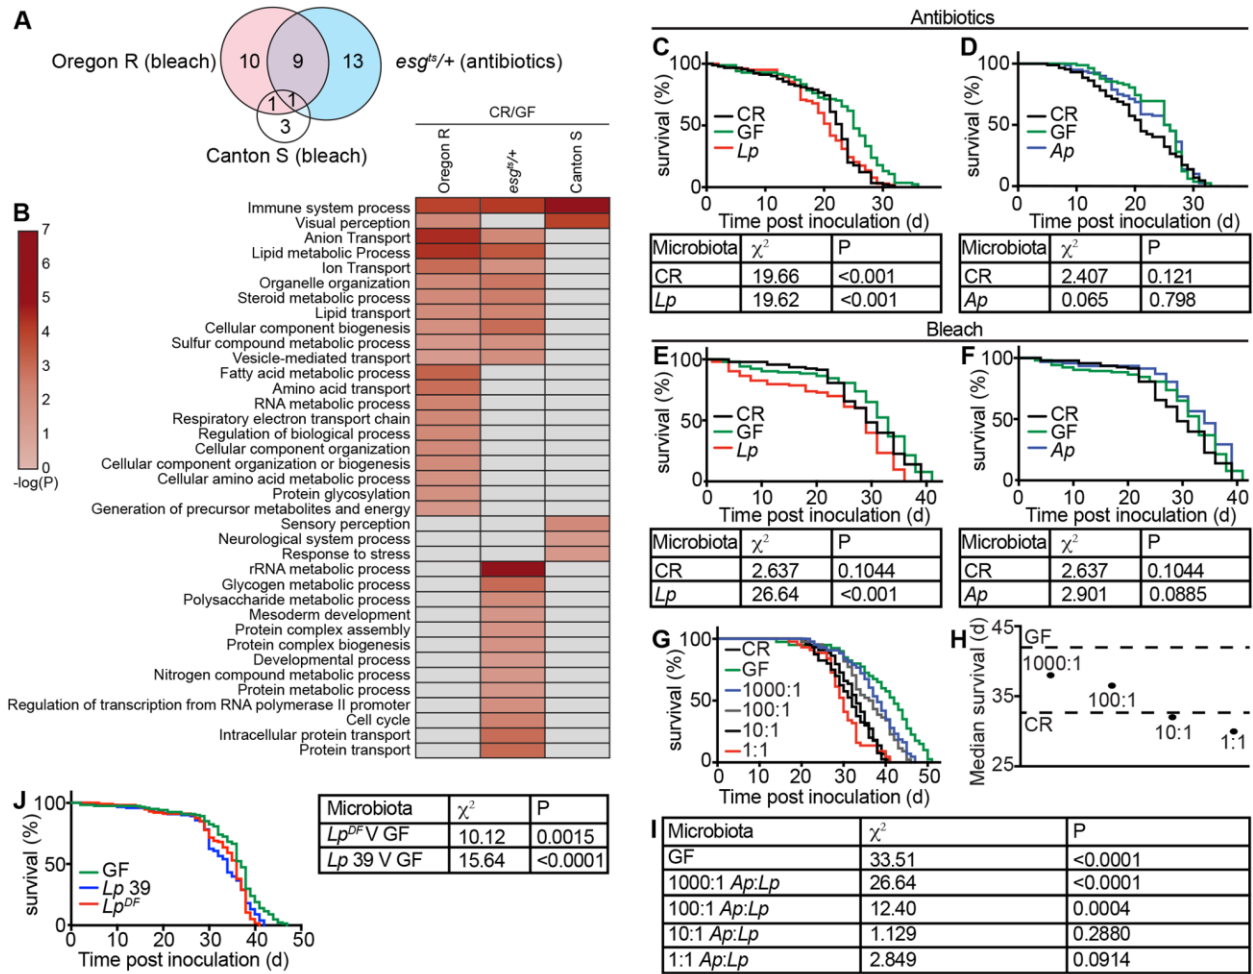 A
Oregon R (bleach)
10
9
13
esgts/+ (antibiotics)
1
1
3
Canton S (bleach)
CR/GF
Oregon R
esgts/+
Canton S
B
7
6
5
4
3
2
1
0
-log(P)
Immune system process
Visual perception
Anion Transport
Lipid metabolic Process
Ion Transport
Organelle organization
Steroid metabolic process
Lipid transport
Cellular component biogenesis
Sulfur compound metabolic process
Vesicle-mediated transport
Fatty acid metabolic process
Amino acid transport
RNA metabolic process
Respiratory electron transport chain
Regulation of biological process
Cellular component organization
Cellular component organization or biogenesis
Cellular amino acid metabolic process
Protein glycosylation
Generation of precursor metabolites and energy
Sensory perception
Neurological system process
Response to stress
rRNA metabolic process
Glycogen metabolic process
Polysaccharide metabolic process
Mesoderm development
Protein complex assembly
Protein complex biogenesis
Developmental process
Nitrogen compound metabolic process
Protein metabolic process
Regulation of transcription from RNA polymerase II promoter
Cell cycle
Intracellular protein transport
Protein transport
Antibiotics
C
survival (%)
100
50
0
CR
GF
Lp
0 10 20 30
Time post inoculation (d)
Microbiota χ2 P
CR 19.66 <0.001
Lp 19.62 <0.001
D
survival (%)
100
50
0
CR
GF
Ap
0 10 20 30
Time post inoculation (d)
Microbiota χ2 P
CR 2.407 0.121
Ap 0.065 0.798
Bleach
E
survival (%)
100
50
0
CR
GF
Lp
0 10 20 30 40
Time post inoculation (d)
Microbiota χ2 P
CR 2.637 0.1044
Lp 26.64 <0.001
F
survival (%)
100
50
0
CR
GF
Ap
0 10 20 30 40
Time post inoculation (d)
Microbiota χ2 P
CR 2.637 0.1044
Ap 2.901 0.0885
G
survival (%)
100
50
0
CR
GF
1000:1
100:1
10:1
1:1
0 10 20 30 40 50
Time post inoculation (d)
H
Median survival (d)
45
35
25
GF
1000:1
100:1
CR
10:1
1:1
I
Microbiota χ2 P
GF 33.51 <0.0001
1000:1 Ap:Lp 26.64 <0.0001
100:1 Ap:Lp 12.40 0.0004
10:1 Ap:Lp 1.129 0.2880
1:1 Ap:Lp 2.849 0.0914
J
survival (%)
100
50
0
GF
Lp 39
LpDF
0 10 20 30 40 50
Time post inoculation (d)
Microbiota χ2 P
LpDF V GF 10.12 0.0015
Lp 39 V GF 15.64 <0.0001